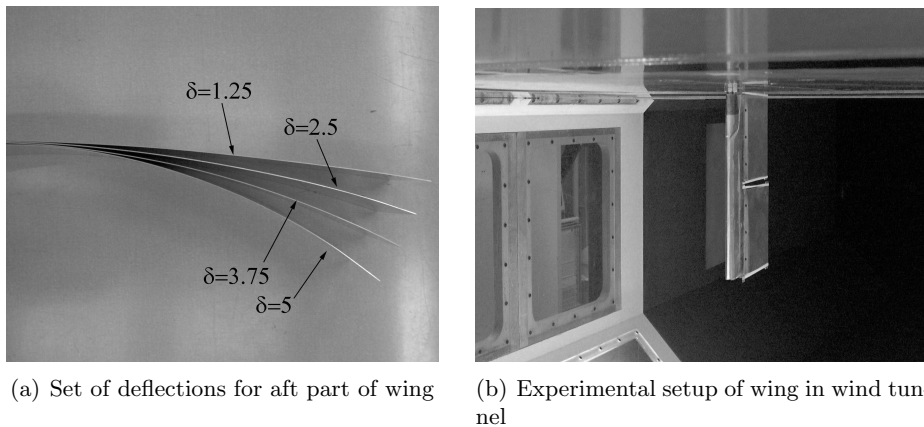 δ=1.25
δ=2.5
δ=3.75
δ=5
(a) Set of deflections for aft part of wing
(b) Experimental setup of wing in wind tun
nel